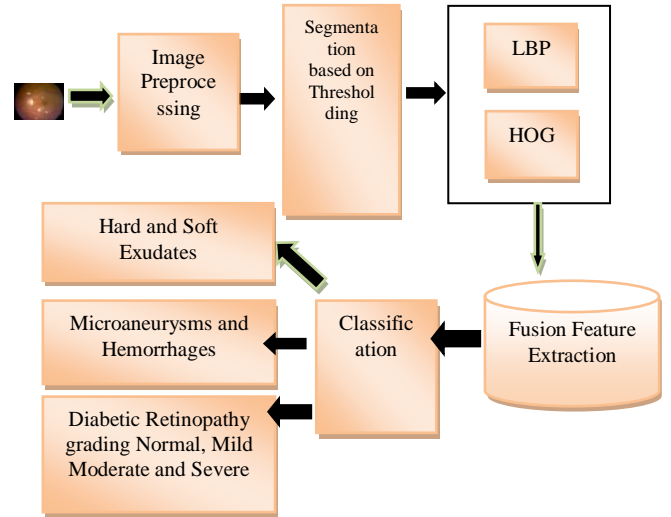 Image
Preproce
ssing
Segmenta
tion
based on
Threshol
ding
LBP
HOG
Fusion Feature
Extraction
Classific
ation
Hard and Soft
Exudates
Microaneurysms and
Hemorrhages
Diabetic Retinopathy
grading Normal, Mild
Moderate and Severe